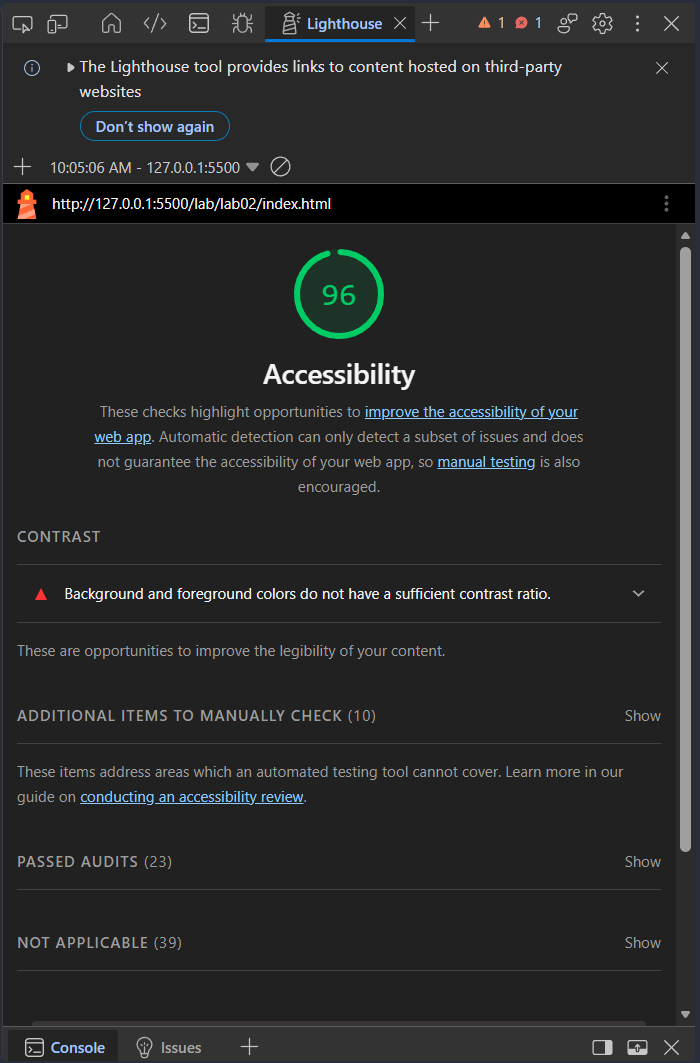 Lighthouse
1
1
The Lighthouse tool provides links to content hosted on third-party
websites
Don't show again
10:05:06 AM - 127.0.0.1:5500
http://127.0.0.1:5500/lab/lab02/index.html
96
Accessibility
These checks highlight opportunities to improve the accessibility of your
web app. Automatic detection can only detect a subset of issues and does
not guarantee the accessibility of your web app, so manual testing is also
encouraged.
CONTRAST
Background and foreground colors do not have a sufficient contrast ratio.
These are opportunities to improve the legibility of your content.
ADDITIONAL ITEMS TO MANUALLY CHECK (10)
Show
These items address areas which an automated testing tool cannot cover. Learn more in our
guide on conducting an accessibility review.
PASSED AUDITS (23)
Show
NOT APPLICABLE (39)
Show
Console
Issues